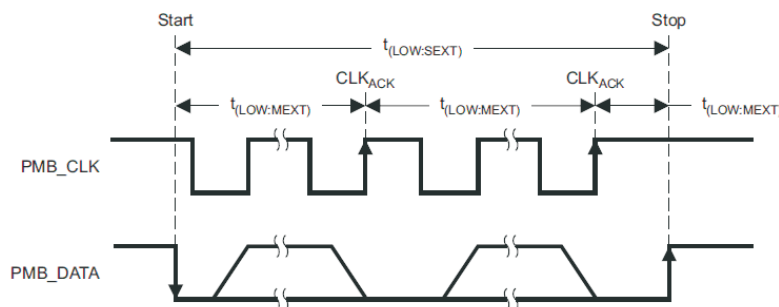 Start Stop
t(LOW:SEXT)
CLKACK CLKACK
t(LOW:MEXT) t(LOW:MEXT) t(LOW:MEXT)
PMB_CLK
PMB_DATA